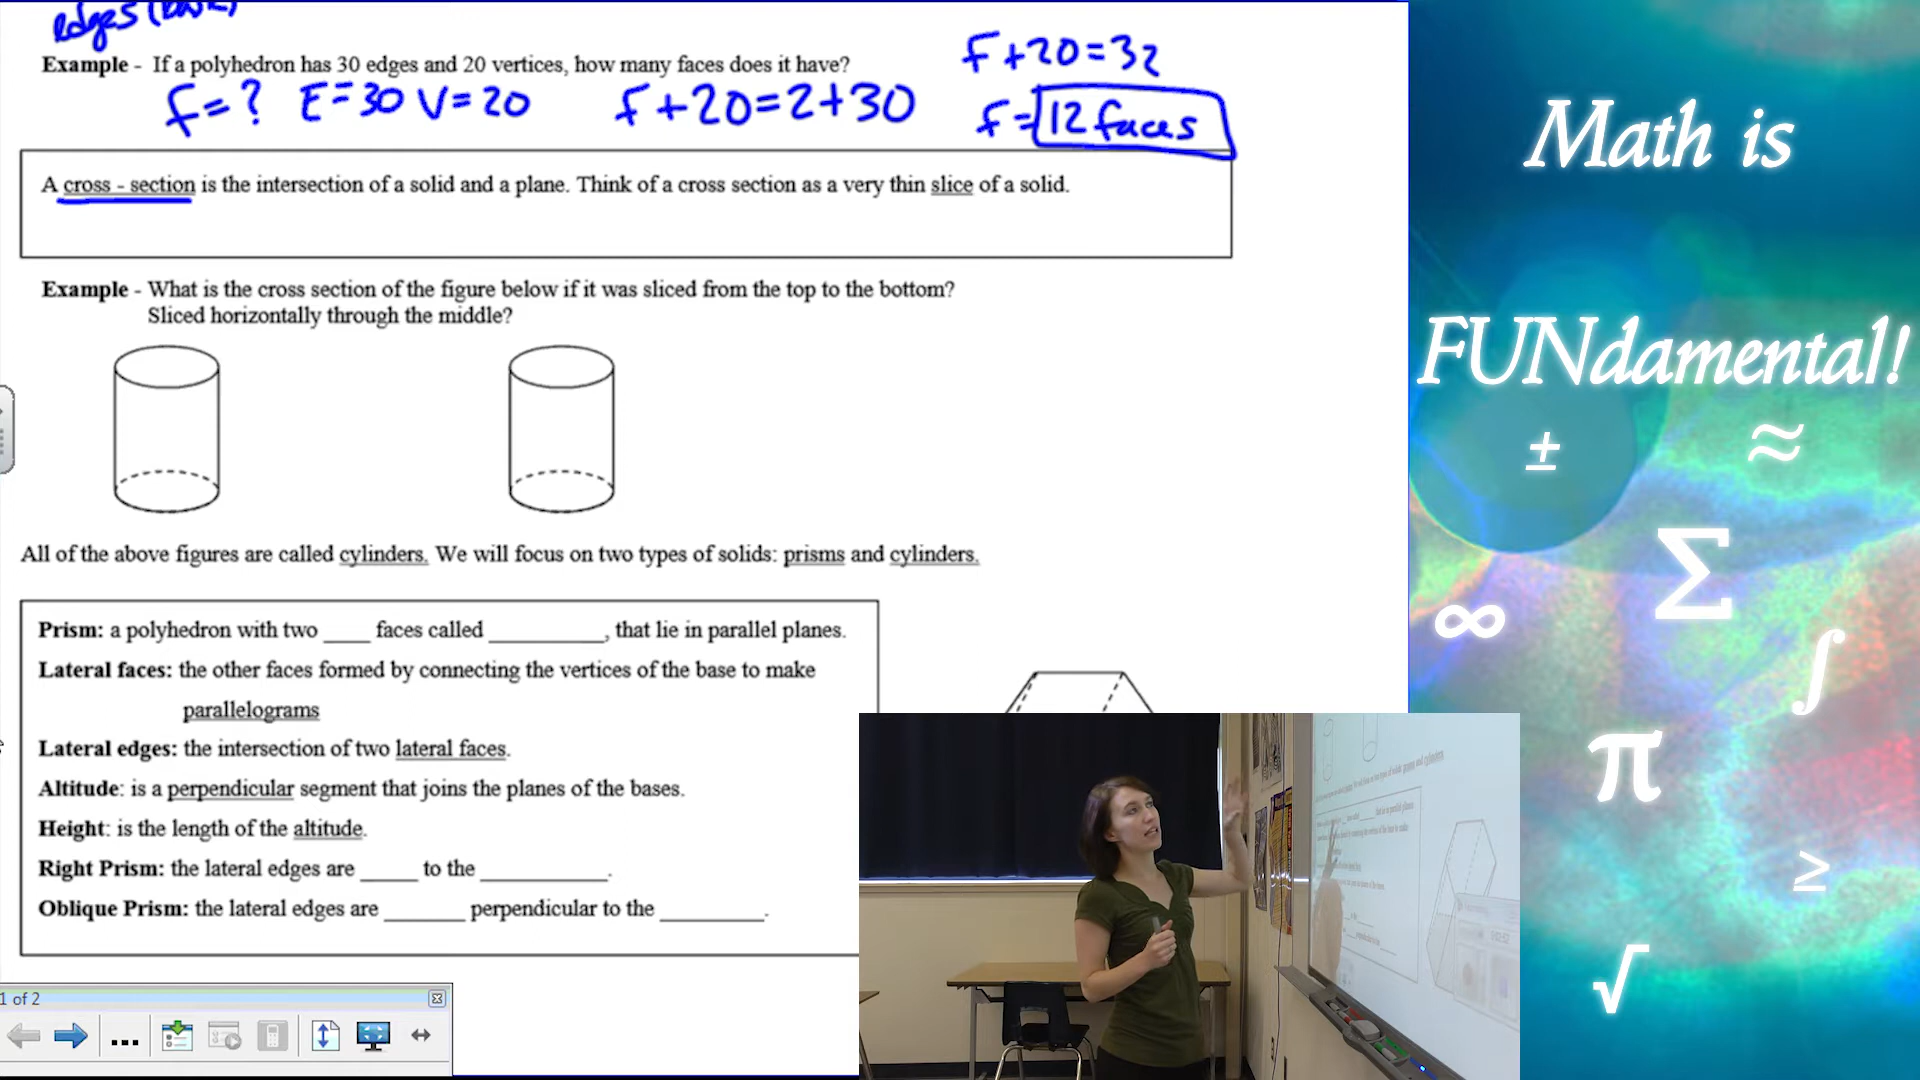 edges
Example - If a polyhedron has 30 edges and 20 vertices, how many faces does it have?
F+20=32
F=? E=30 V=20 F+20=2+30
F=12 faces
A cross - section is the intersection of a solid and a plane. Think of a cross section as a very thin slice of a solid.
Example - What is the cross section of the figure below if it was sliced from the top to the bottom?
Sliced horizontally through the middle?
All of the above figures are called cylinders. We will focus on two types of solids: prisms and cylinders.
Prism: a polyhedron with two ____ faces called __________, that lie in parallel planes.
Lateral faces: the other faces formed by connecting the vertices of the base to make
parallelograms
Lateral edges: the intersection of two lateral faces.
Altitude: is a perpendicular segment that joins the planes of the bases.
Height: is the length of the altitude.
Right Prism: the lateral edges are _____ to the ___________.
Oblique Prism: the lateral edges are _______ perpendicular to the _________.
1 of 2
Math is
FUNdamental!
± ≈
Σ
∞
∫
π
≥
√